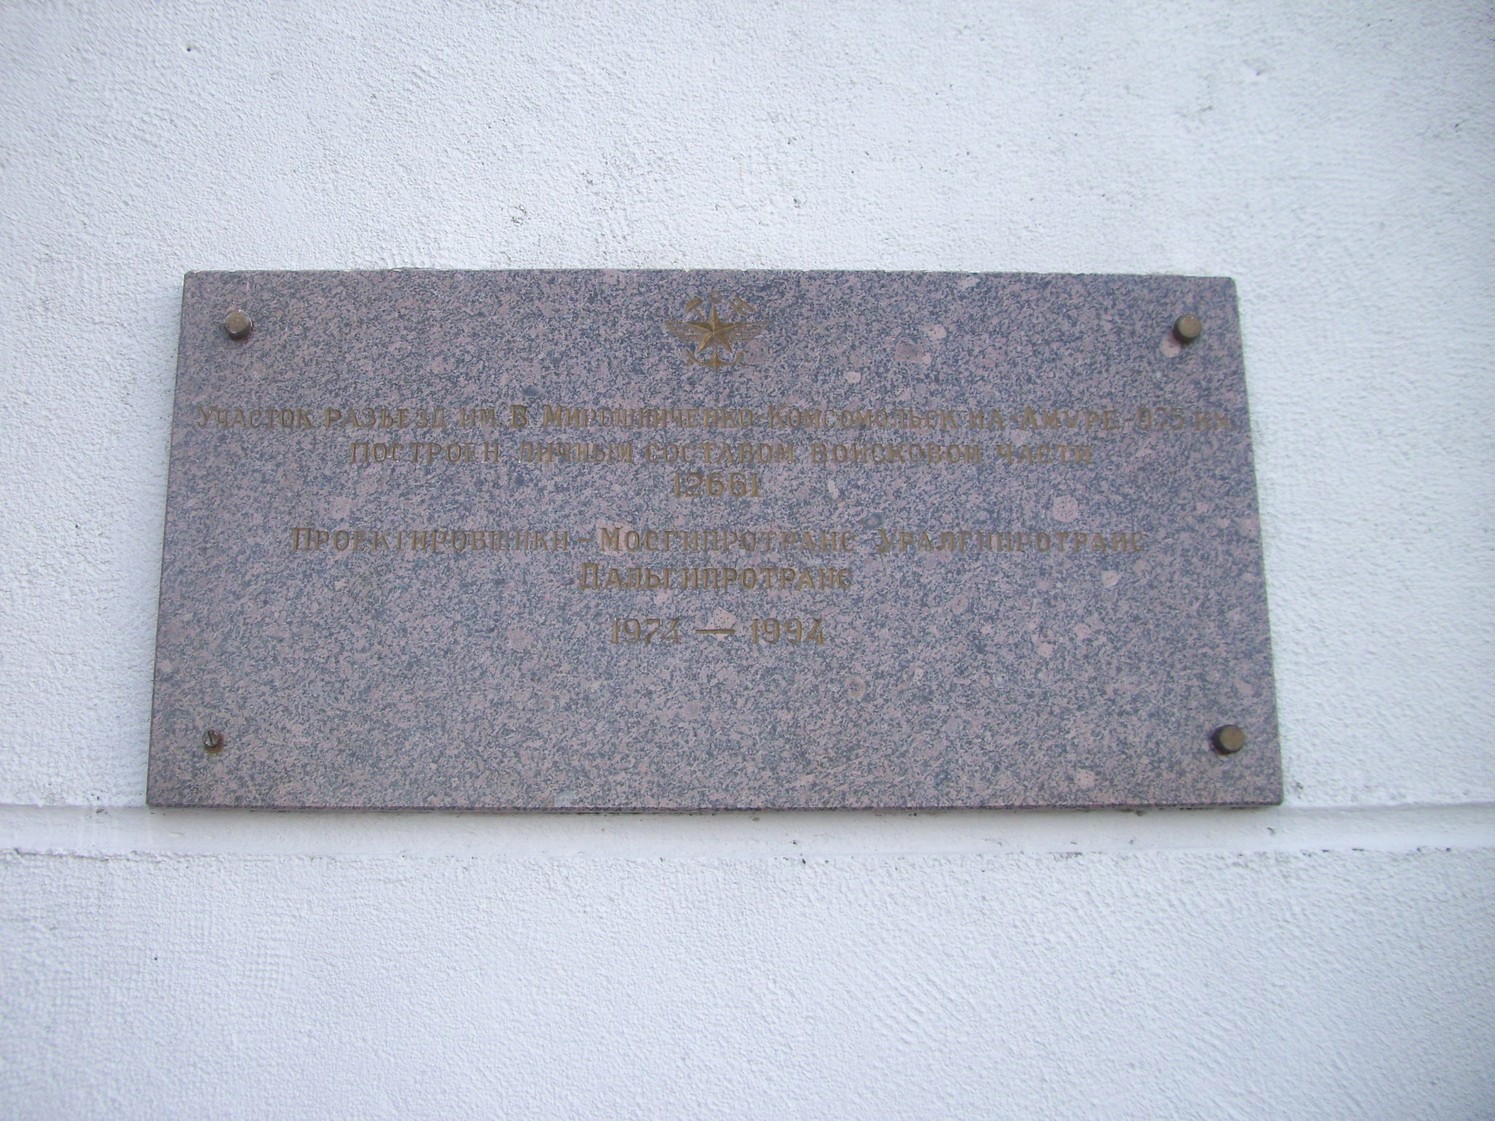 Участок разъезд им. В Мирошниченко-Комсомольск на-Амуре-975 км
построен личным составом войсковой части
12661
Проектировщики-Мосгипротранс Уралгипротранс
Дальгипротранс
1974 — 1994